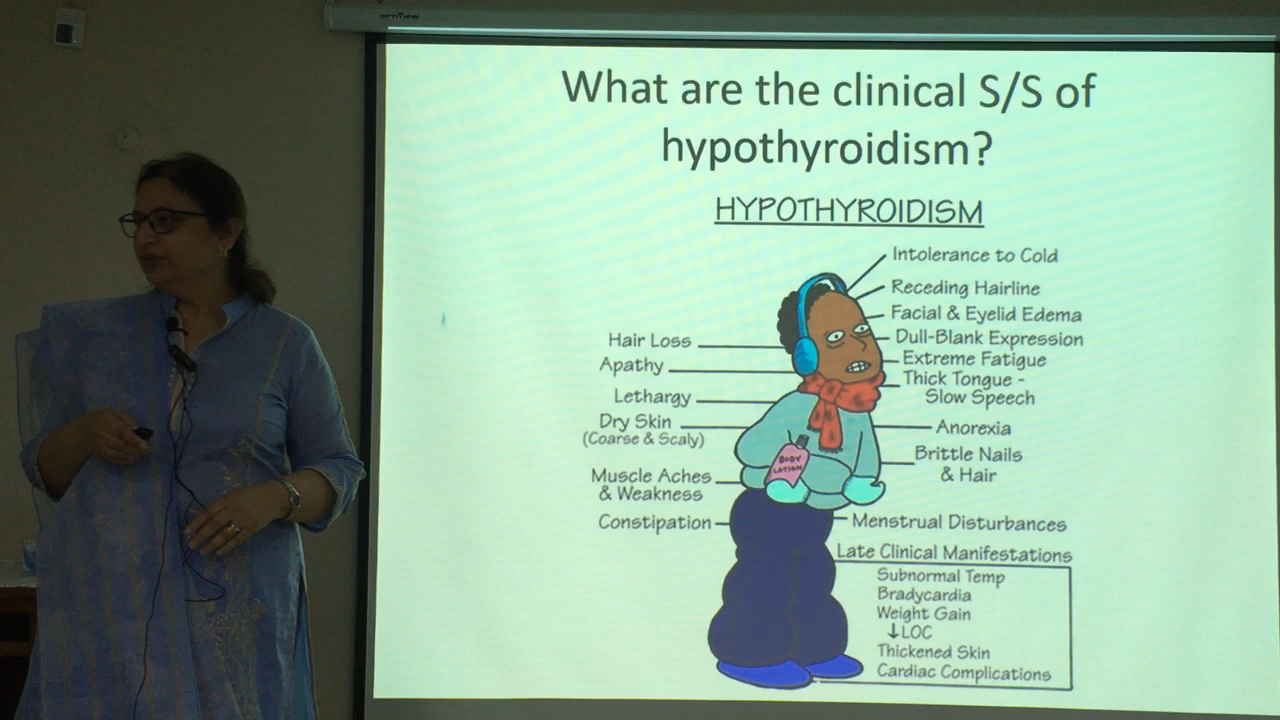 OPTIVIEW
What are the clinical S/S of
hypothyroidism?
HYPOTHYROIDISM
Intolerance to Cold
Receding Hairline
Facial & Eyelid Edema
Dull-Blank Expression
Extreme Fatigue
Thick Tongue -
Slow Speech
Anorexia
Brittle Nails
& Hair
Menstrual Disturbances
Hair Loss
Apathy
Lethargy
Dry Skin
(Coarse & Scaly)
Muscle Aches
& Weakness
Constipation
BODY
LOTION
Late Clinical Manifestations
Subnormal Temp
Bradycardia
Weight Gain
↓LOC
Thickened Skin
Cardiac Complications